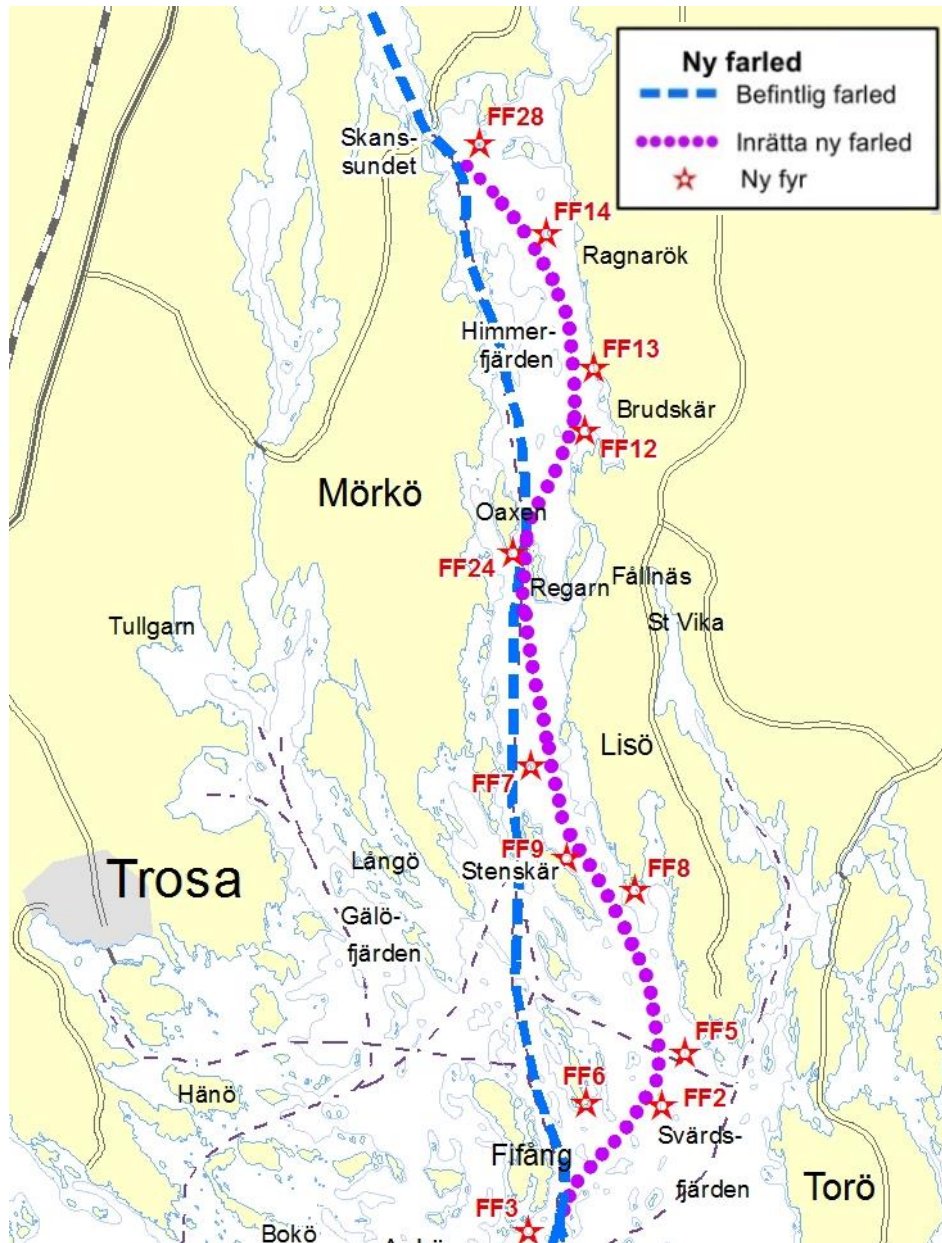 Ny farled
Befintlig farled
Inrätta ny farled
Ny fyr
FF28
Skans-
sundet
FF14
Ragnarök
Himmer-
fjärden
FF13
Brudskär
FF12
Mörkö
Oaxen
FF24
Regarn
Fållnäs
St Vika
Tullgarn
Lisö
FF7
Trosa
Långö
FF9
Stenskär
FF8
Gälö-
fjärden
FF5
FF6
FF2
Hänö
Svärds-
fjärden
Fifång
Torö
FF3
Bokö